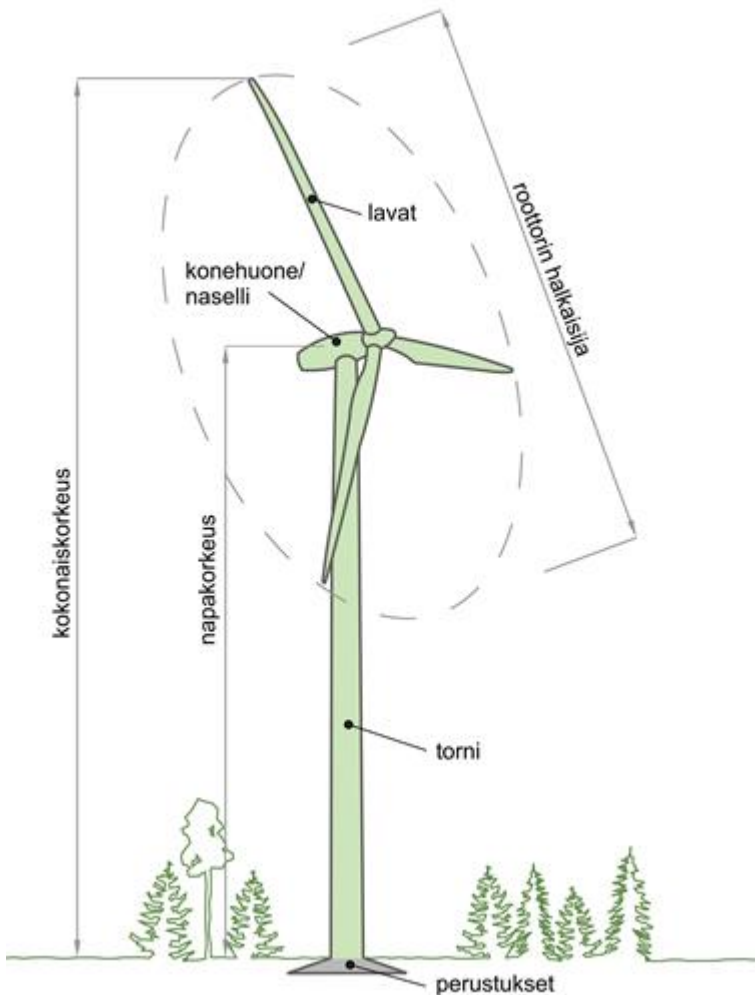 lavat
konehuone/
naselli
roottorin halkaisija
kokonaiskorkeus
napakorkeus
torni
perustukset